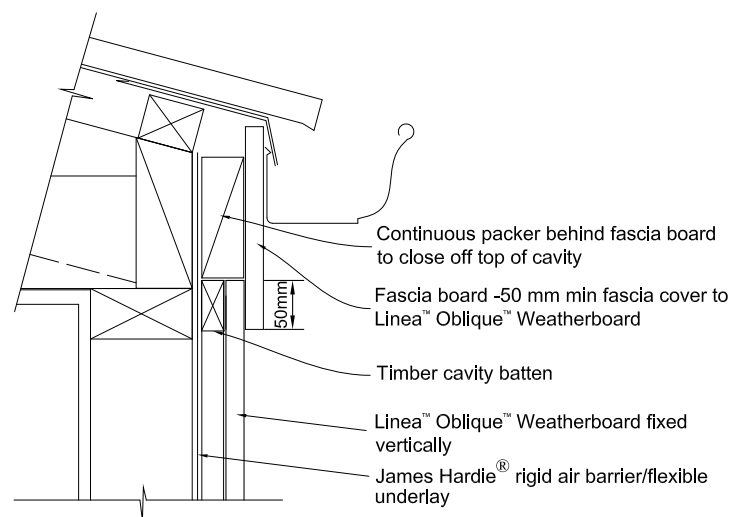 Continuous packer behind fascia board
to close off top of cavity
Fascia board -50 mm min fascia cover to
Linea™ Oblique™ Weatherboard
50mm
Timber cavity batten
Linea™ Oblique™ Weatherboard fixed
vertically
James Hardie® rigid air barrier/flexible
underlay